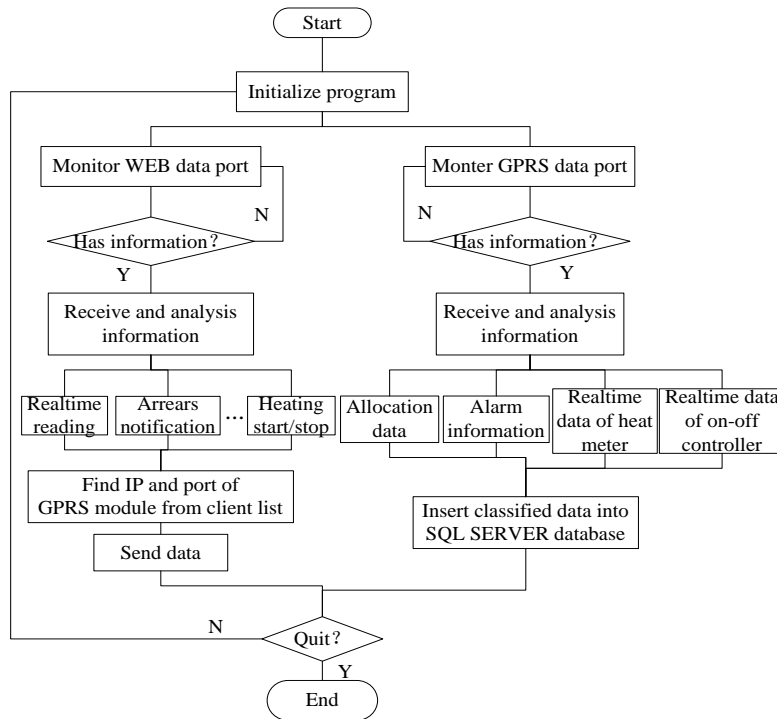 Start
Initialize program
Monitor WEB data port
Monter GPRS data port
N
N
Has information?
Has information?
Y
Y
Receive and analysis
information
Receive and analysis
information
Realtime
reading
Arrears
notification
...
Heating
start/stop
Allocation
data
Alarm
information
Realtime
data of heat
meter
Realtime data
of on-off
controller
Find IP and port of
GPRS module from client list
Insert classified data into
SQL SERVER database
Send data
N
Quit?
Y
End